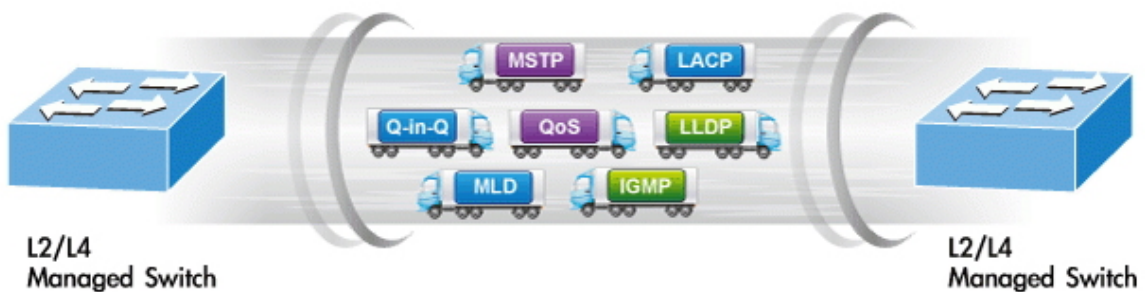 MSTP LACP
Q-in-Q QoS LLDP
MLD IGMP
L2/L4
Managed Switch
L2/L4
Managed Switch